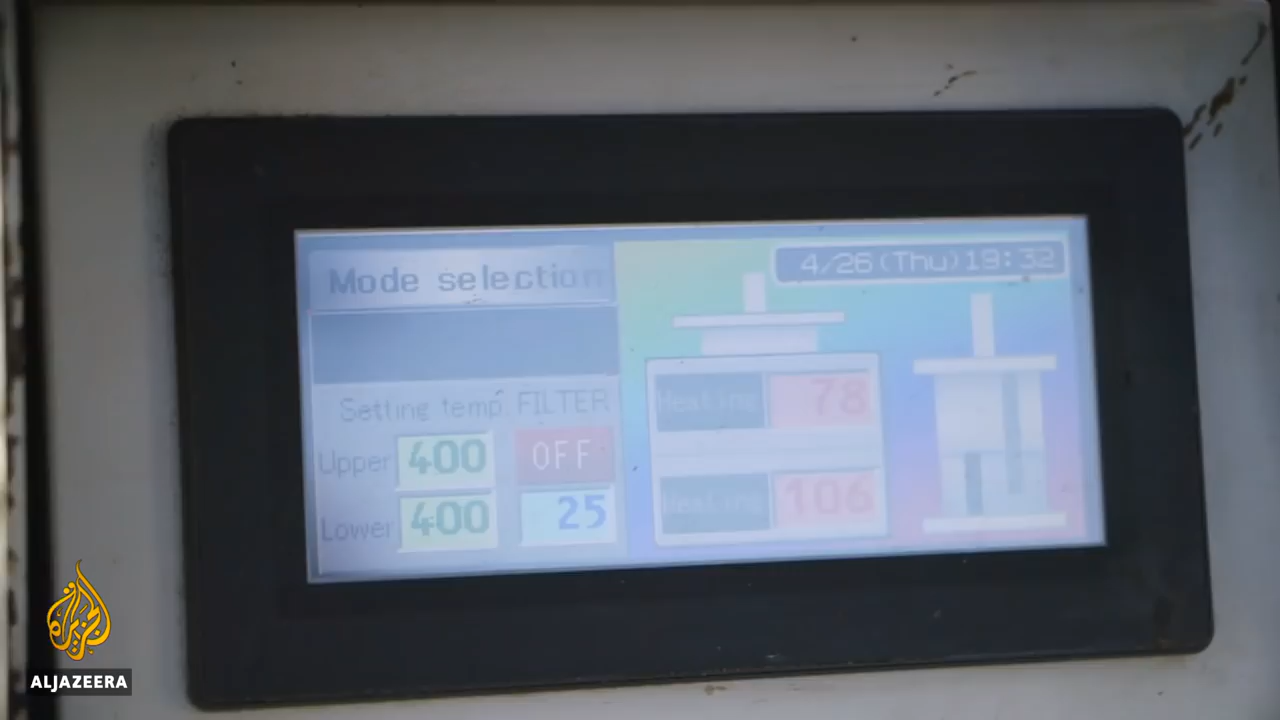 Mode selection
4/26(Thu)19:32
Setting temp. FILTER
Upper 400 OFF
Lower 400 25
Heating 78
Heating 106
ALJAZEERA